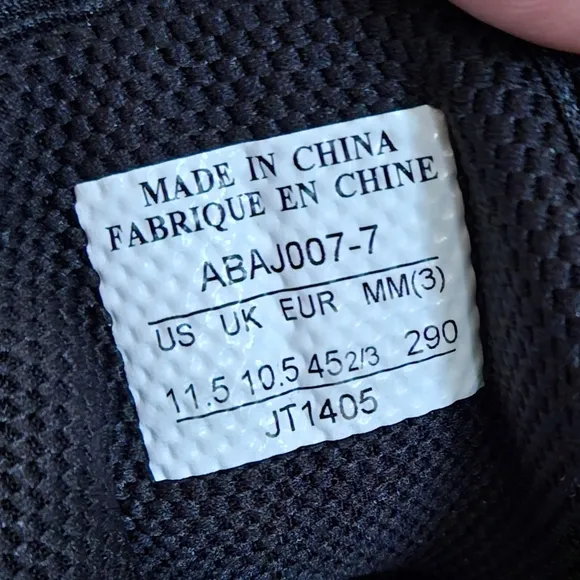 MADE IN CHINA
FABRIQUE EN CHINE
ABAJ007-7
US UK EUR MM(3)
11.5 10.5 45 2/3 290
JT1405